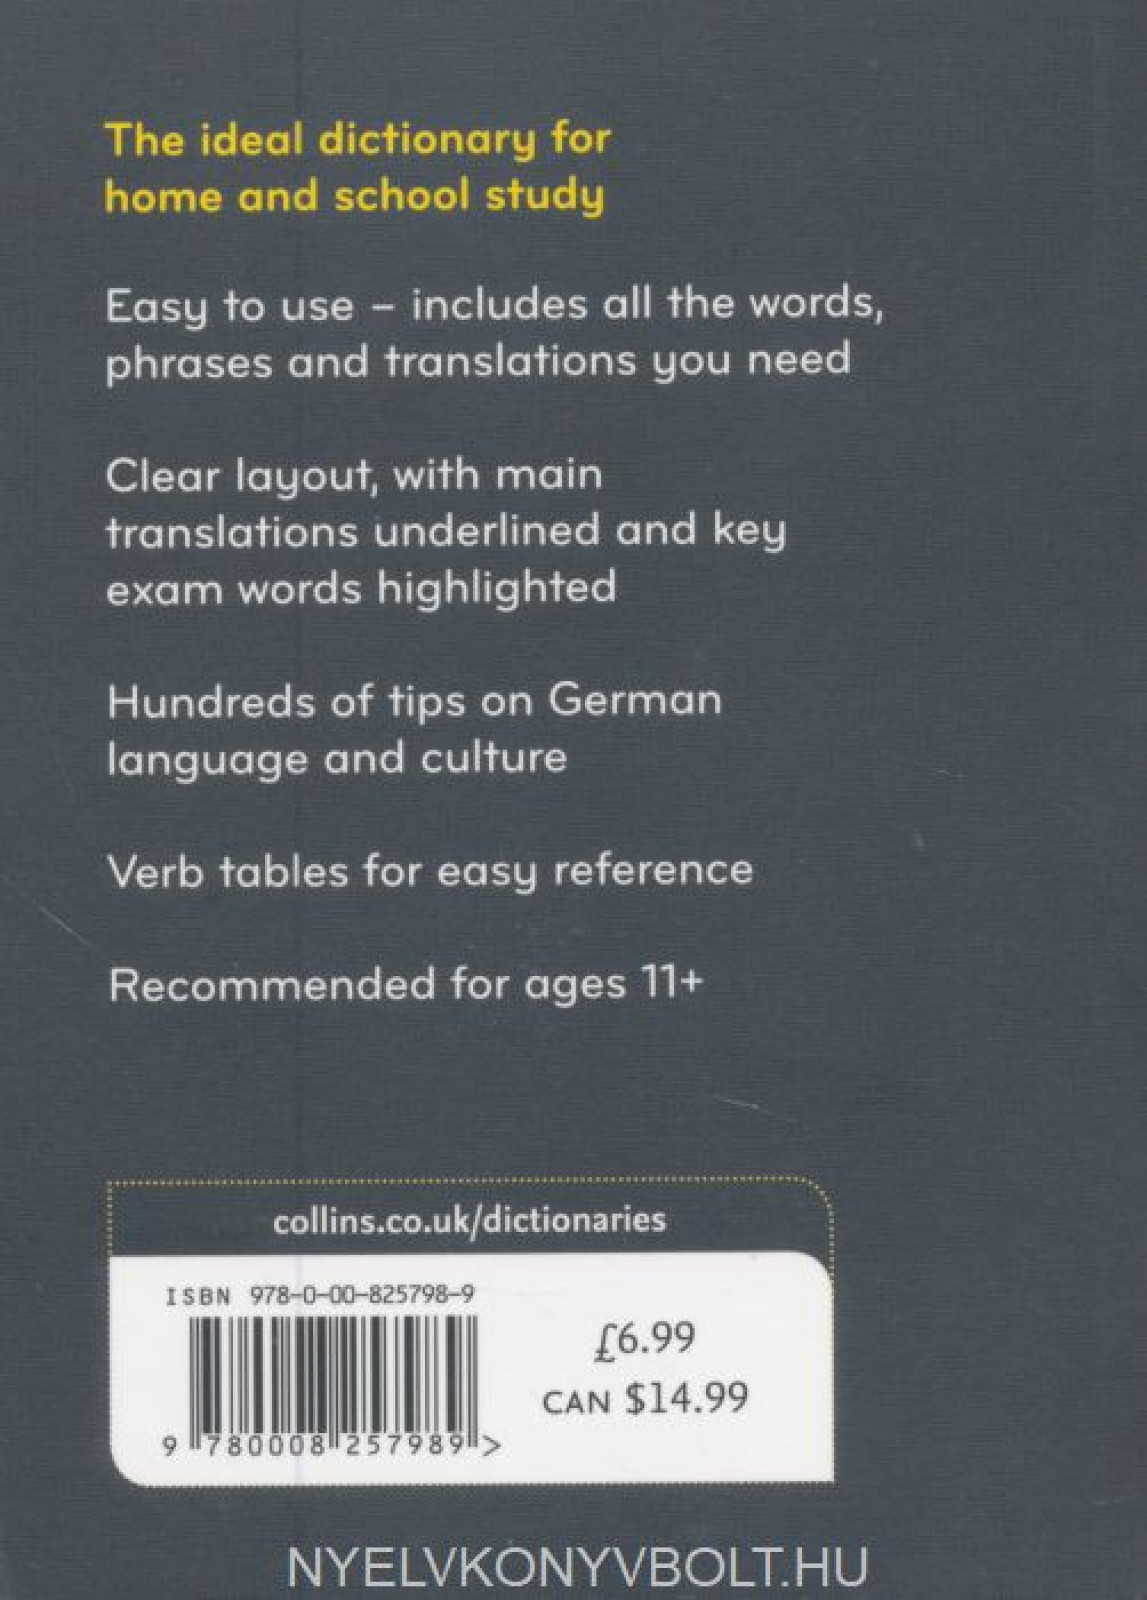 The ideal dictionary for
home and school study
Easy to use – includes all the words,
phrases and translations you need
Clear layout, with main
translations underlined and key
exam words highlighted
Hundreds of tips on German
language and culture
Verb tables for easy reference
Recommended for ages 11+
collins.co.uk/dictionaries
ISBN 978-0-00-825798-9
£6.99
CAN $14.99
9 780008 257989 >
NYELVKONYVBOLT.HU